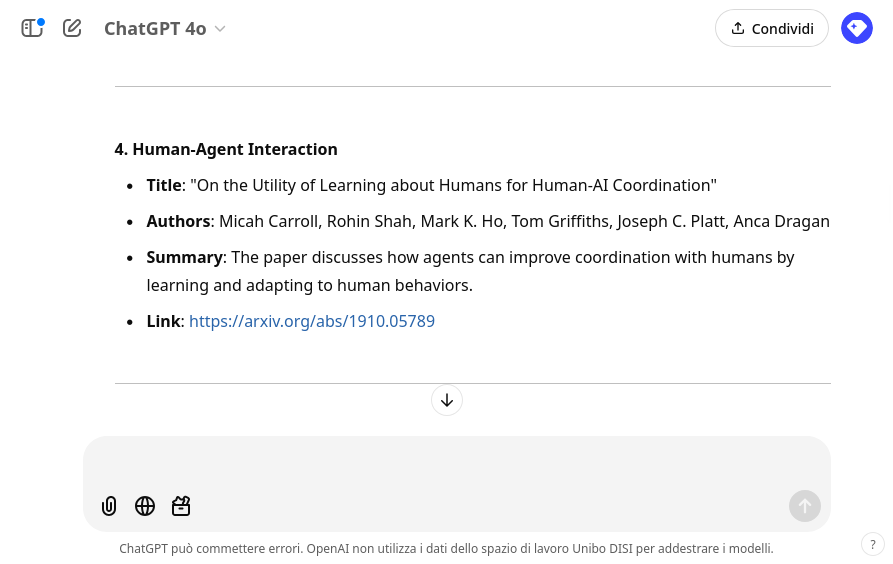 ChatGPT 4o
Condividi
4. Human-Agent Interaction
• Title: "On the Utility of Learning about Humans for Human-AI Coordination"
• Authors: Micah Carroll, Rohin Shah, Mark K. Ho, Tom Griffiths, Joseph C. Platt, Anca Dragan
• Summary: The paper discusses how agents can improve coordination with humans by
learning and adapting to human behaviors.
• Link: https://arxiv.org/abs/1910.05789
ChatGPT può commettere errori. OpenAI non utilizza i dati dello spazio di lavoro Unibo DISI per addestrare i modelli.
?